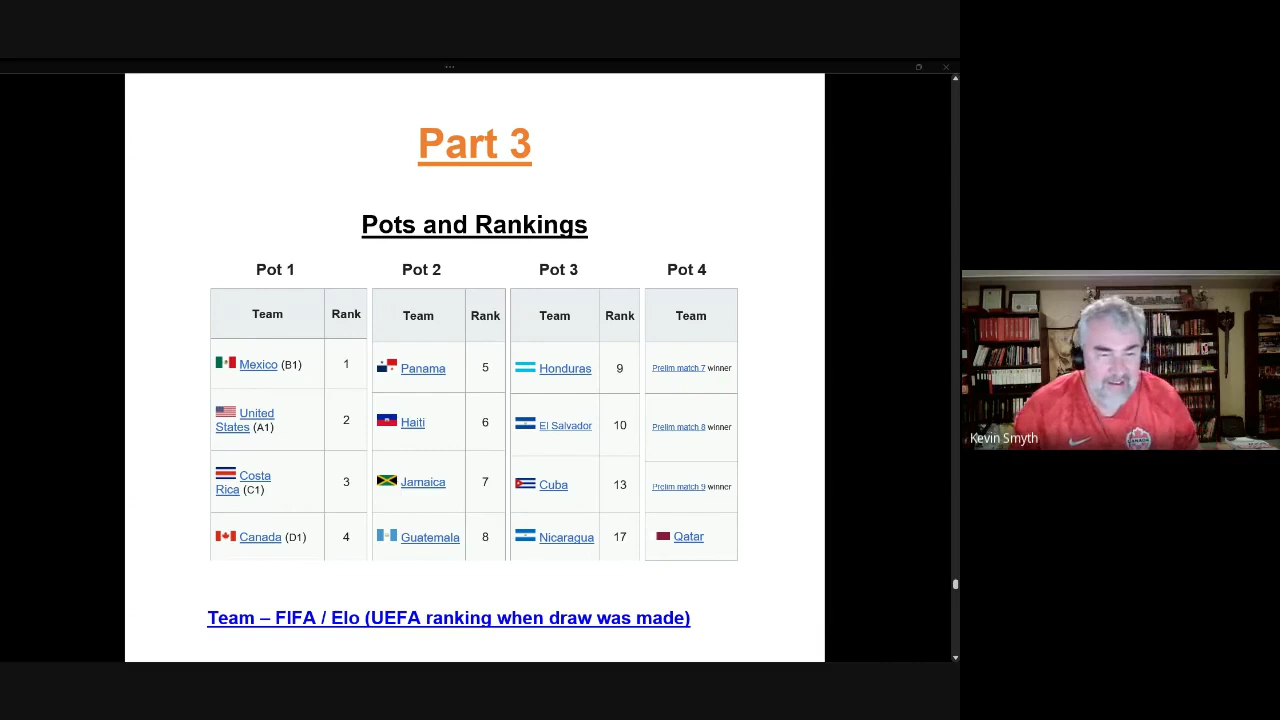 Part 3
Pots and Rankings
Pot 1 Pot 2 Pot 3 Pot 4
Team Rank Team Rank Team Rank Team
Mexico (B1) 1 Panama 5 Honduras 9 Prelim match 7 winner
United
States (A1) 2 Haiti 6 El Salvador 10 Prelim match 8 winner
Costa
Rica (C1) 3 Jamaica 7 Cuba 13 Prelim match 9 winner
Canada (D1) 4 Guatemala 8 Nicaragua 17 Qatar
Team – FIFA / Elo (UEFA ranking when draw was made)
Kevin Smyth
CANADA